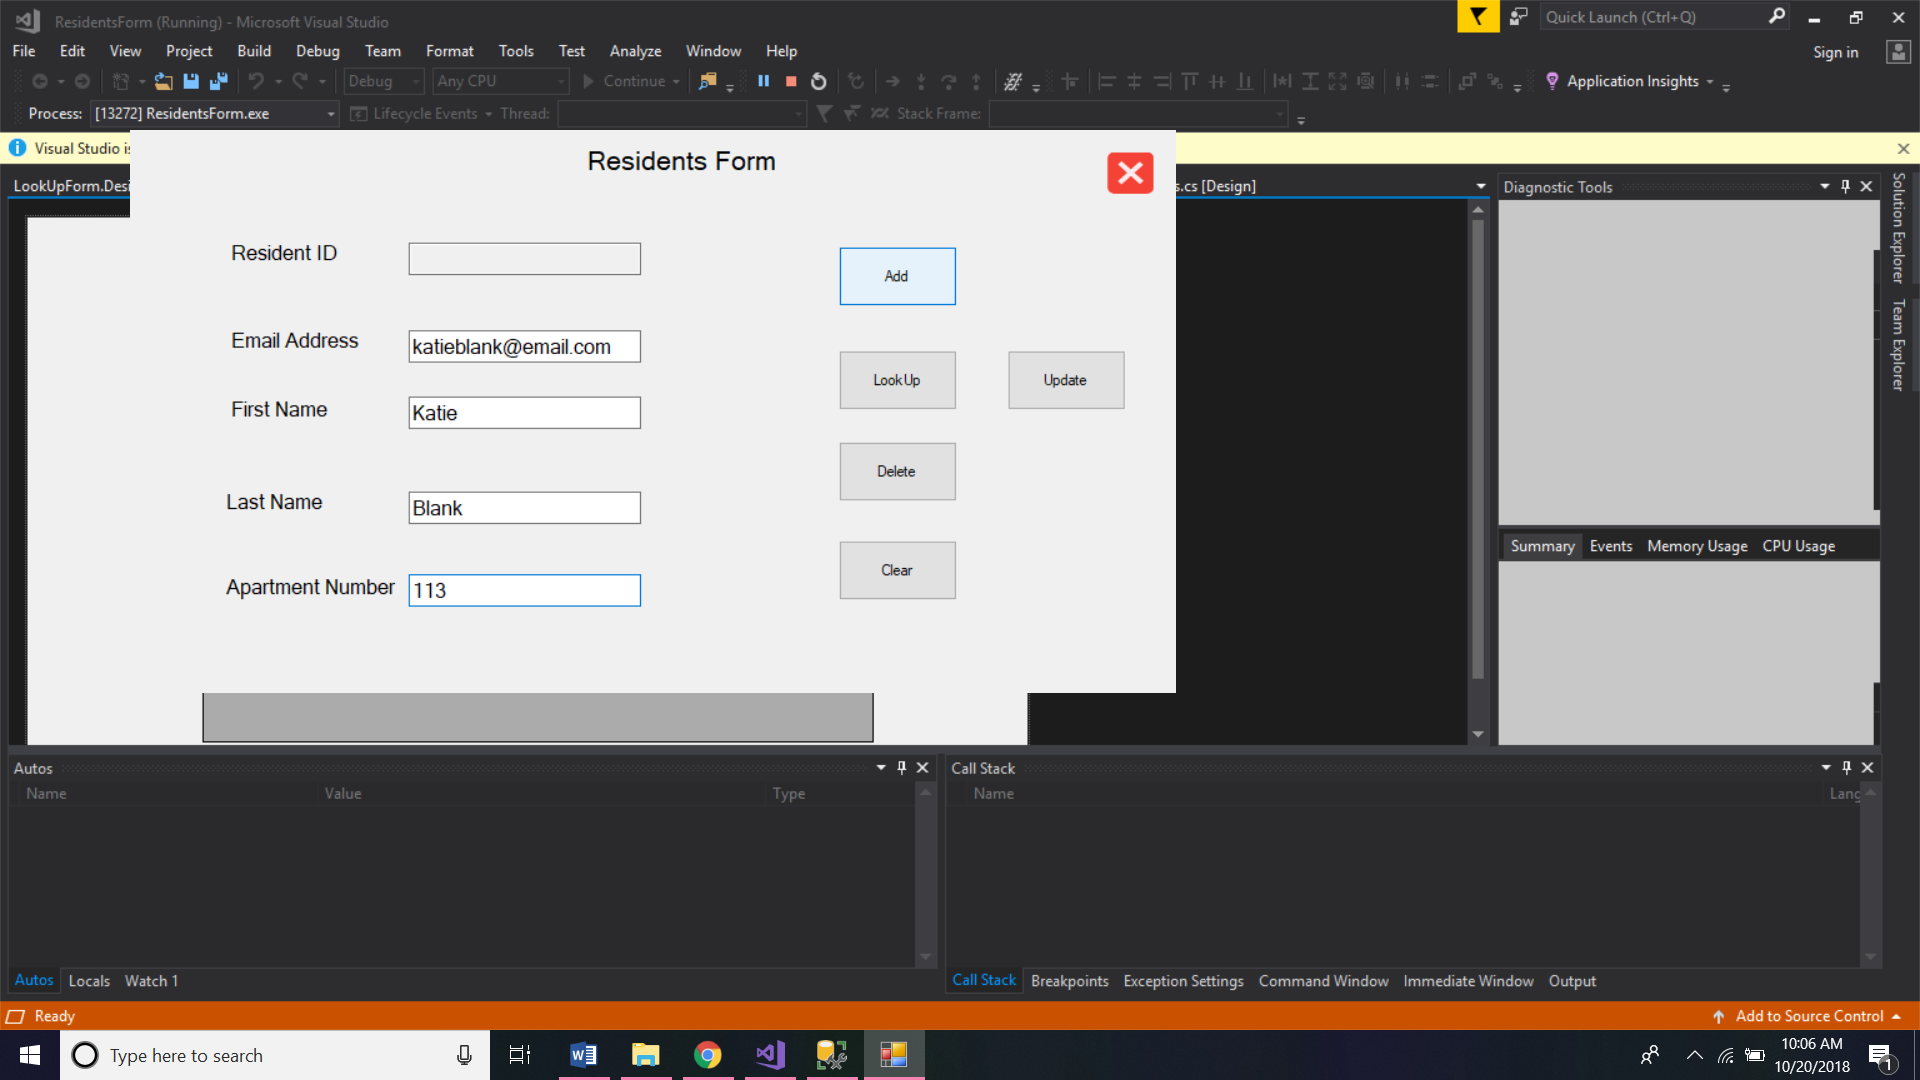 ResidentsForm (Running) - Microsoft Visual Studio
Quick Launch (Ctrl+Q)
File Edit View Project Build Debug Team Format Tools Test Analyze Window Help
Sign in
Debug Any CPU Continue Application Insights
Process: [13272] ResidentsForm.exe Lifecycle Events Thread: Stack Frame:
Visual Studio is
LookUpForm.Desi
s.cs [Design]
Diagnostic Tools
Solution Explorer
Team Explorer
Residents Form
Resident ID
Add
Email Address katieblank@email.com
LookUp Update
First Name Katie
Delete
Last Name Blank
Clear
Apartment Number 113
Summary Events Memory Usage CPU Usage
Autos
Name Value Type
Call Stack
Name Lang
Autos Locals Watch 1
Call Stack Breakpoints Exception Settings Command Window Immediate Window Output
Ready
Add to Source Control
Type here to search
10:06 AM
10/20/2018
1